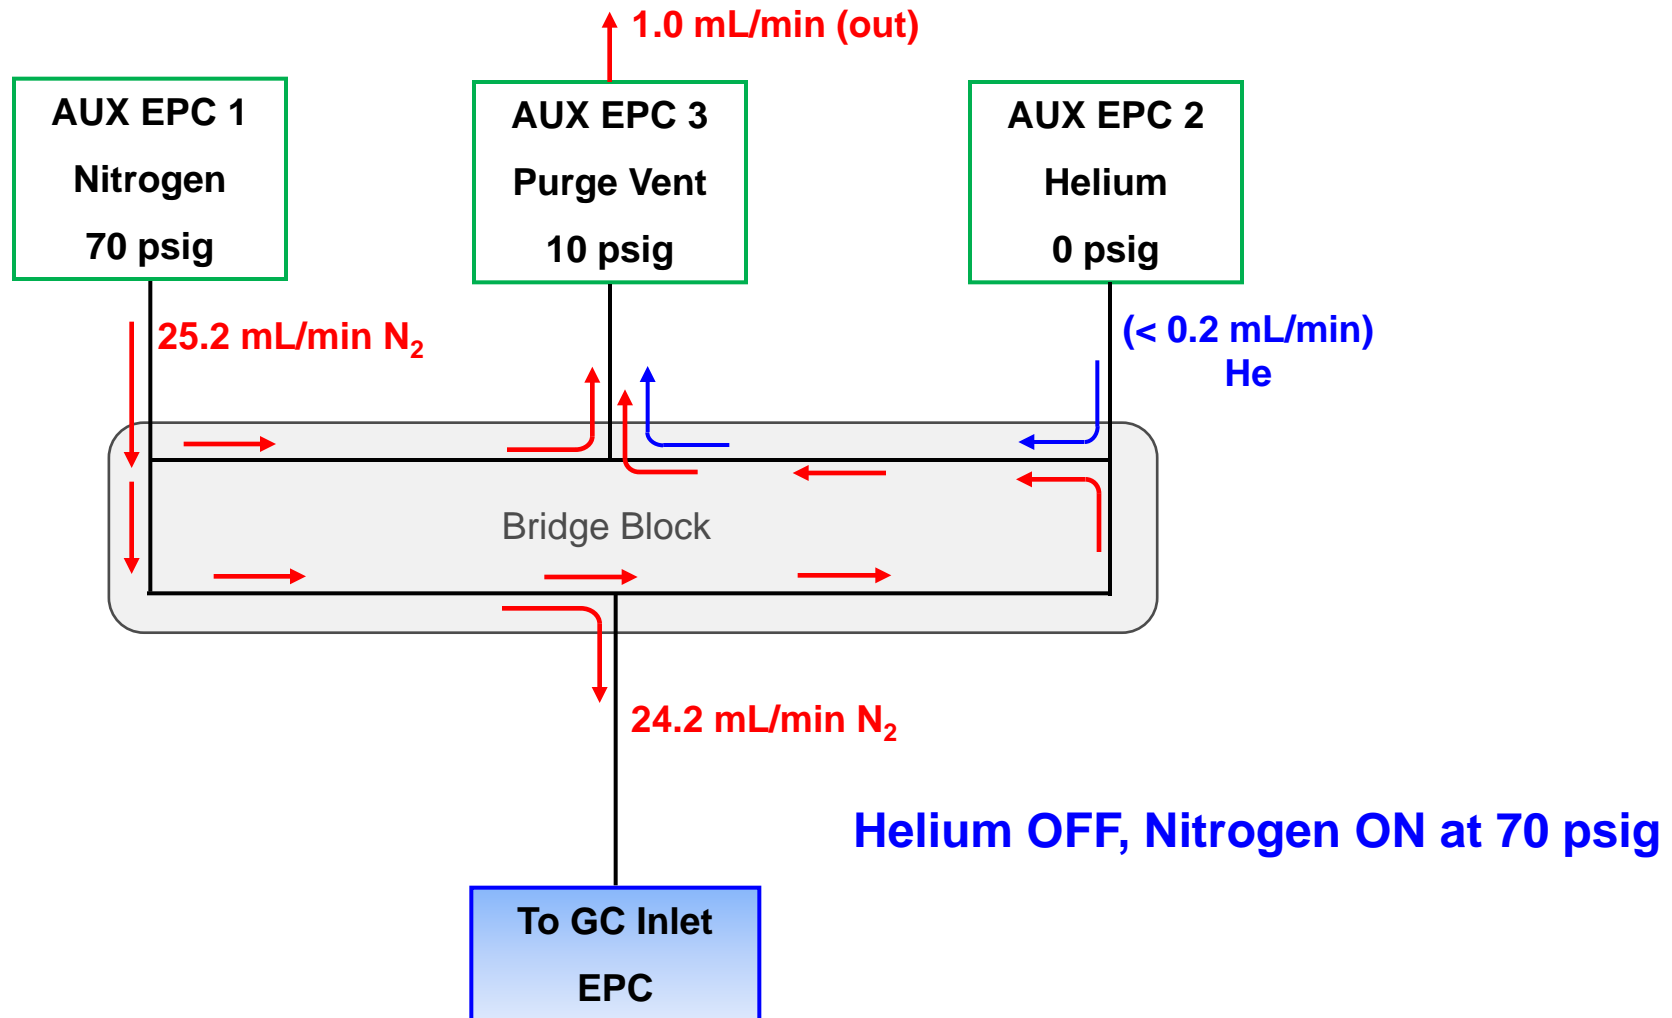 1.0 mL/min (out)
AUX EPC 1
Nitrogen
70 psig
AUX EPC 3
Purge Vent
10 psig
AUX EPC 2
Helium
0 psig
25.2 mL/min N₂
(< 0.2 mL/min)
He
Bridge Block
24.2 mL/min N₂
Helium OFF, Nitrogen ON at 70 psig
To GC Inlet
EPC